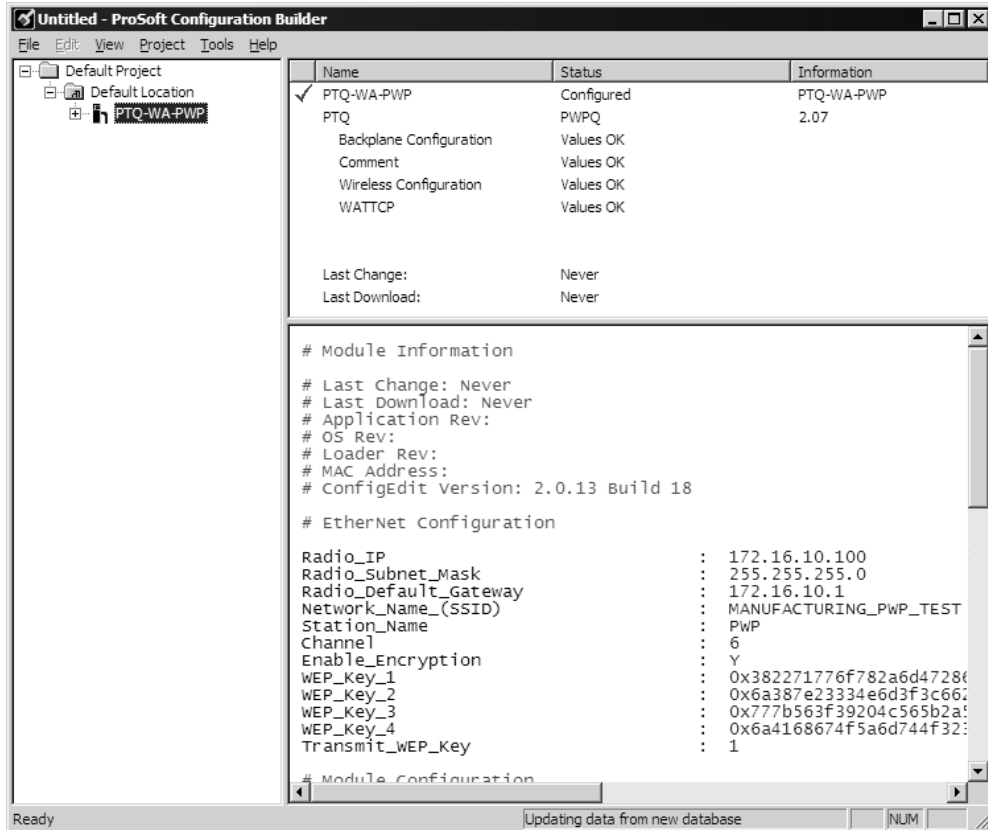 Untitled - ProSoft Configuration Builder
File Edit View Project Tools Help
Default Project
Default Location
PTQ-WA-PWP
Name Status Information
PTQ-WA-PWP Configured PTQ-WA-PWP
PTQ PWPQ 2.07
Backplane Configuration Values OK
Comment Values OK
Wireless Configuration Values OK
WATTCP Values OK
Last Change: Never
Last Download: Never
# Module Information
# Last Change: Never
# Last Download: Never
# Application Rev:
# OS Rev:
# Loader Rev:
# MAC Address:
# ConfigEdit Version: 2.0.13 Build 18
# EtherNet Configuration
Radio_IP : 172.16.10.100
Radio_Subnet_Mask : 255.255.255.0
Radio_Default_Gateway : 172.16.10.1
Network_Name_(SSID) : MANUFACTURING_PWP_TEST
Station_Name : PWP
Channel : 6
Enable_Encryption : Y
WEP_Key_1 : 0x382271776f782a6d47286
WEP_Key_2 : 0x6a387e23334e6d3f3c662
WEP_Key_3 : 0x777b563f39204c565b2a5
WEP_Key_4 : 0x6a4168674f5a6d744f323
Transmit_WEP_Key : 1
# Module Configuration
Ready Updating data from new database NUM